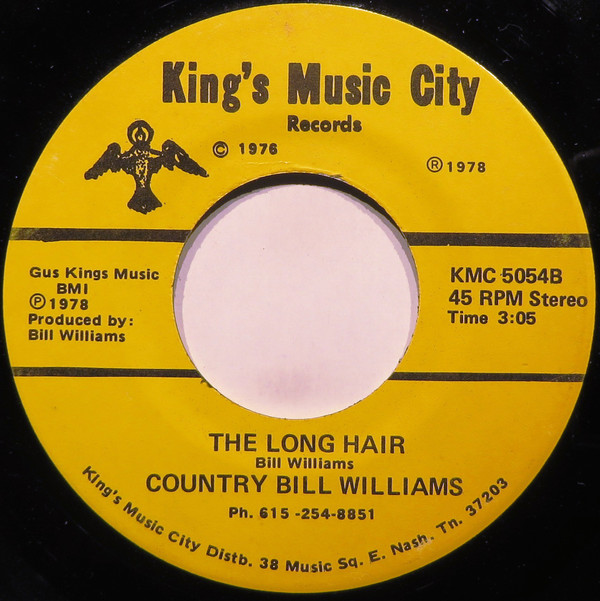 King's Music City
Records
© 1976
® 1978
Gus Kings Music
BMI
℗ 1978
Produced by:
Bill Williams
KMC 5054B
45 RPM Stereo
Time 3:05
THE LONG HAIR
Bill Williams
COUNTRY BILL WILLIAMS
Ph. 615-254-8851
King's Music City Distb. 38 Music Sq. E. Nash. Tn. 37203